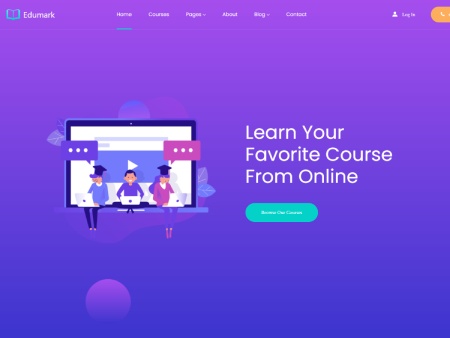 Edumark
Home
Courses
Pages
About
Blog
Contact
Log in
Learn Your
Favorite Course
From Online
Browse Our Courses